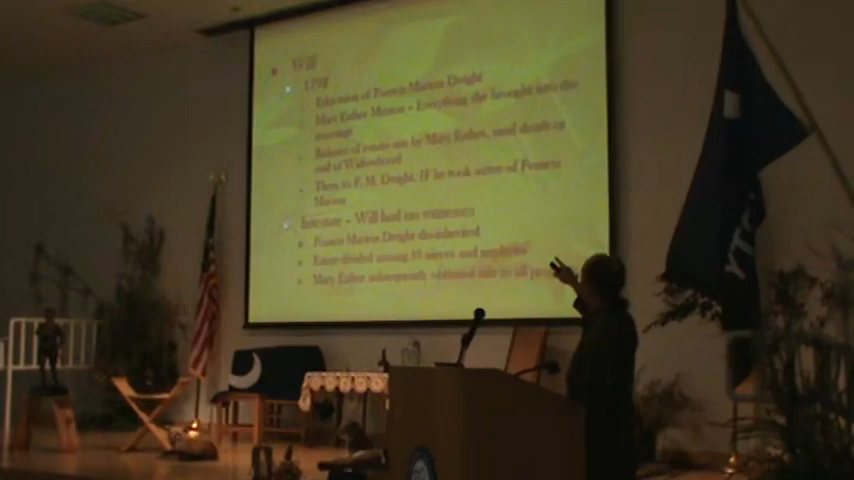 Will
1798
Education of Francis Marion Dwight
Mary Esther Marion – Everything she brought into the
marriage
Balance of estate use by Mary Esther, until death or
end of Widowhood
Then to F. M. Dwight, IF he took name of Francis
Marion
Intestate – Will had no witnesses
Francis Marion Dwight disinherited
Estate divided among 10 nieces and nephews
Mary Esther subsequently obtained title to all